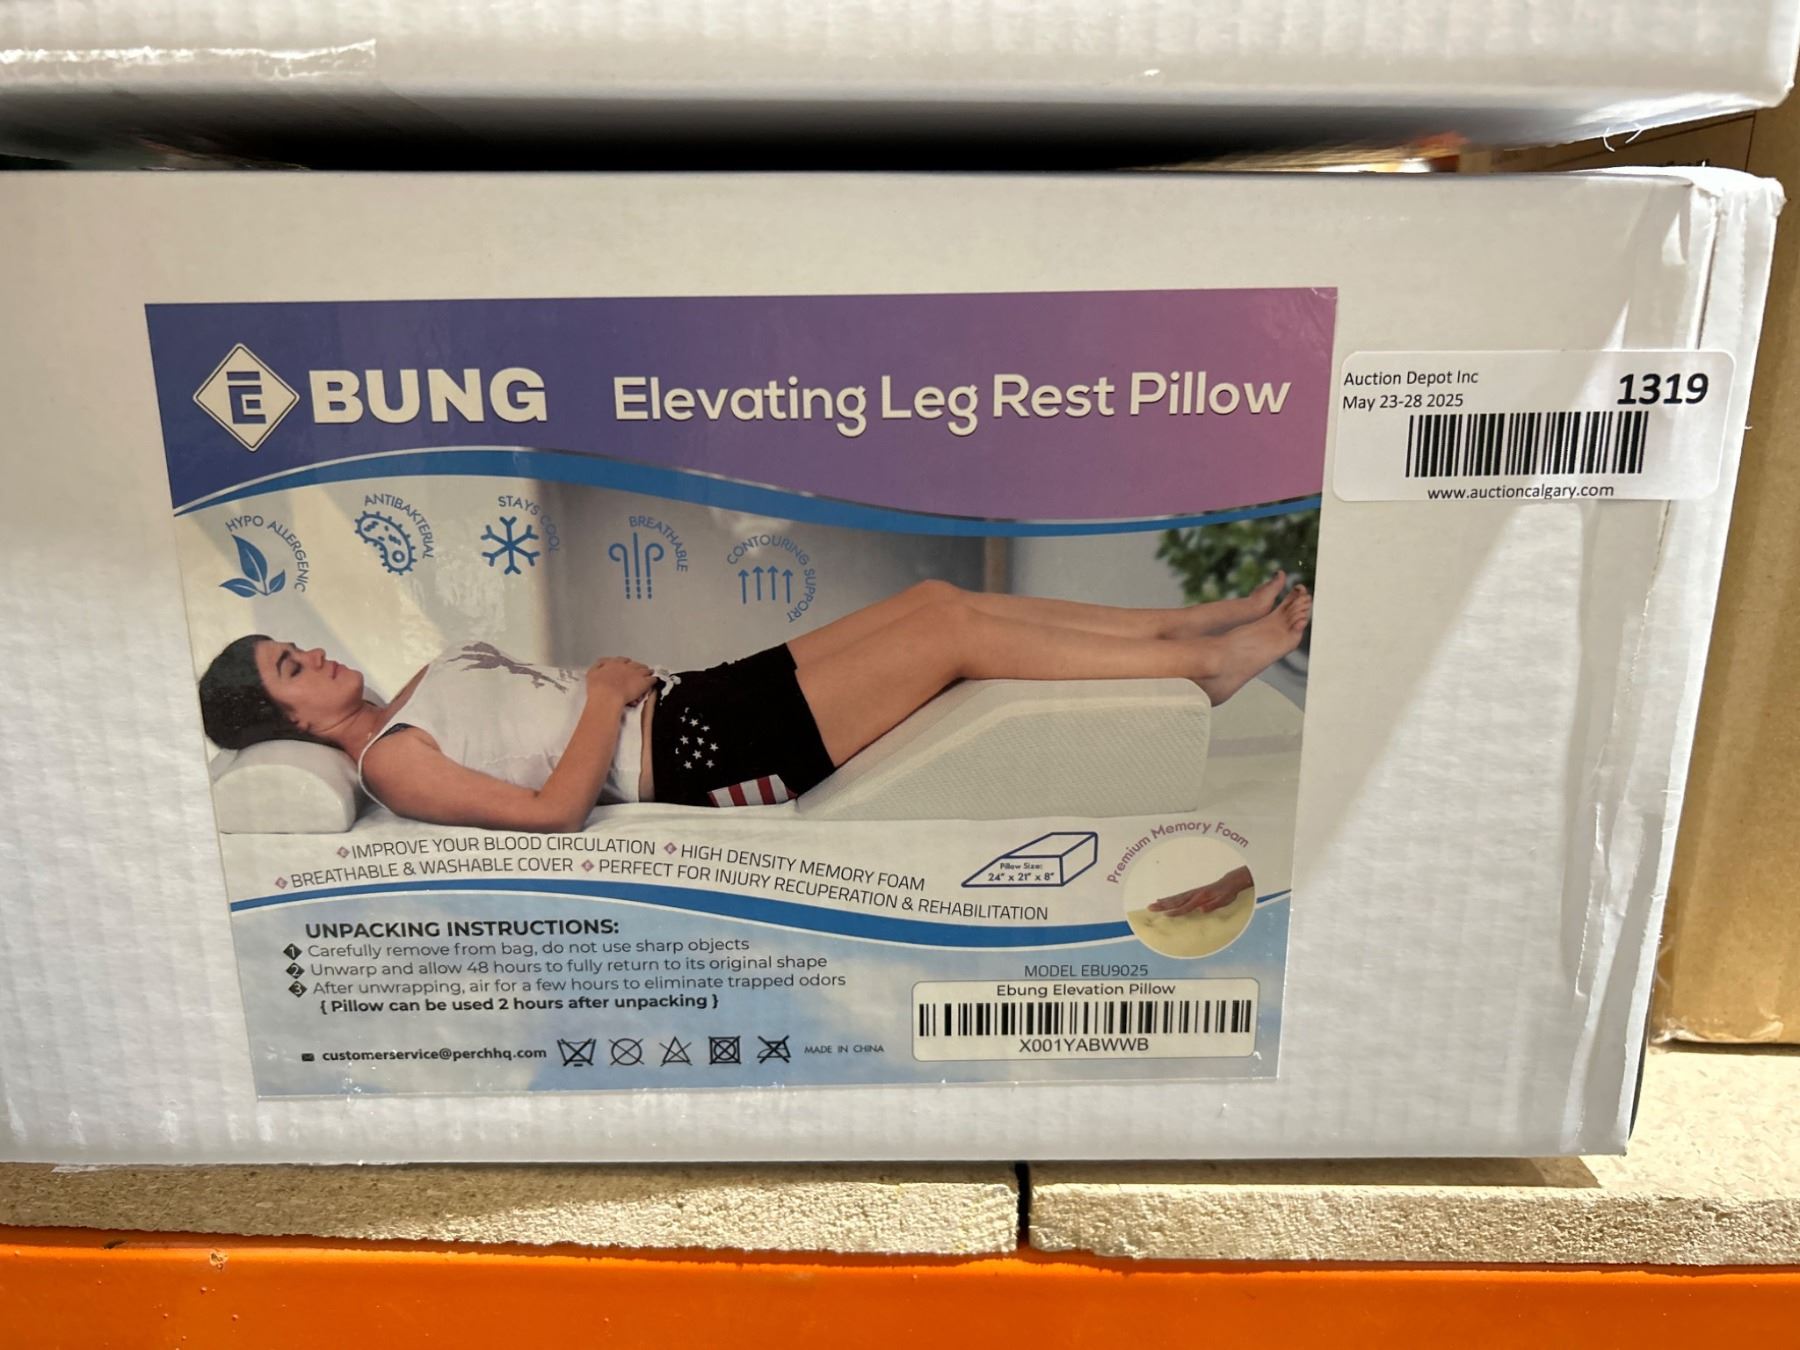 E BUNG
Elevating Leg Rest Pillow
Auction Depot Inc
May 23-28 2025
1319
www.auctioncalgary.com
HYPO ALLERGENIC
ANTIBAKTERIAL
STAYS COOL
BREATHABLE
CONTOURING SUPPORT
IMPROVE YOUR BLOOD CIRCULATION HIGH DENSITY MEMORY FOAM
BREATHABLE & WASHABLE COVER PERFECT FOR INJURY RECUPERATION & REHABILITATION
Pillow Size:
24" x 21" x 8"
Premium Memory Foam
UNPACKING INSTRUCTIONS:
1 Carefully remove from bag, do not use sharp objects
2 Unwarp and allow 48 hours to fully return to its original shape
3 After unwrapping, air for a few hours to eliminate trapped odors
{ Pillow can be used 2 hours after unpacking }
customerservice@perchhq.com
MADE IN CHINA
MODEL EBU9025
Ebung Elevation Pillow
X001YABWWB